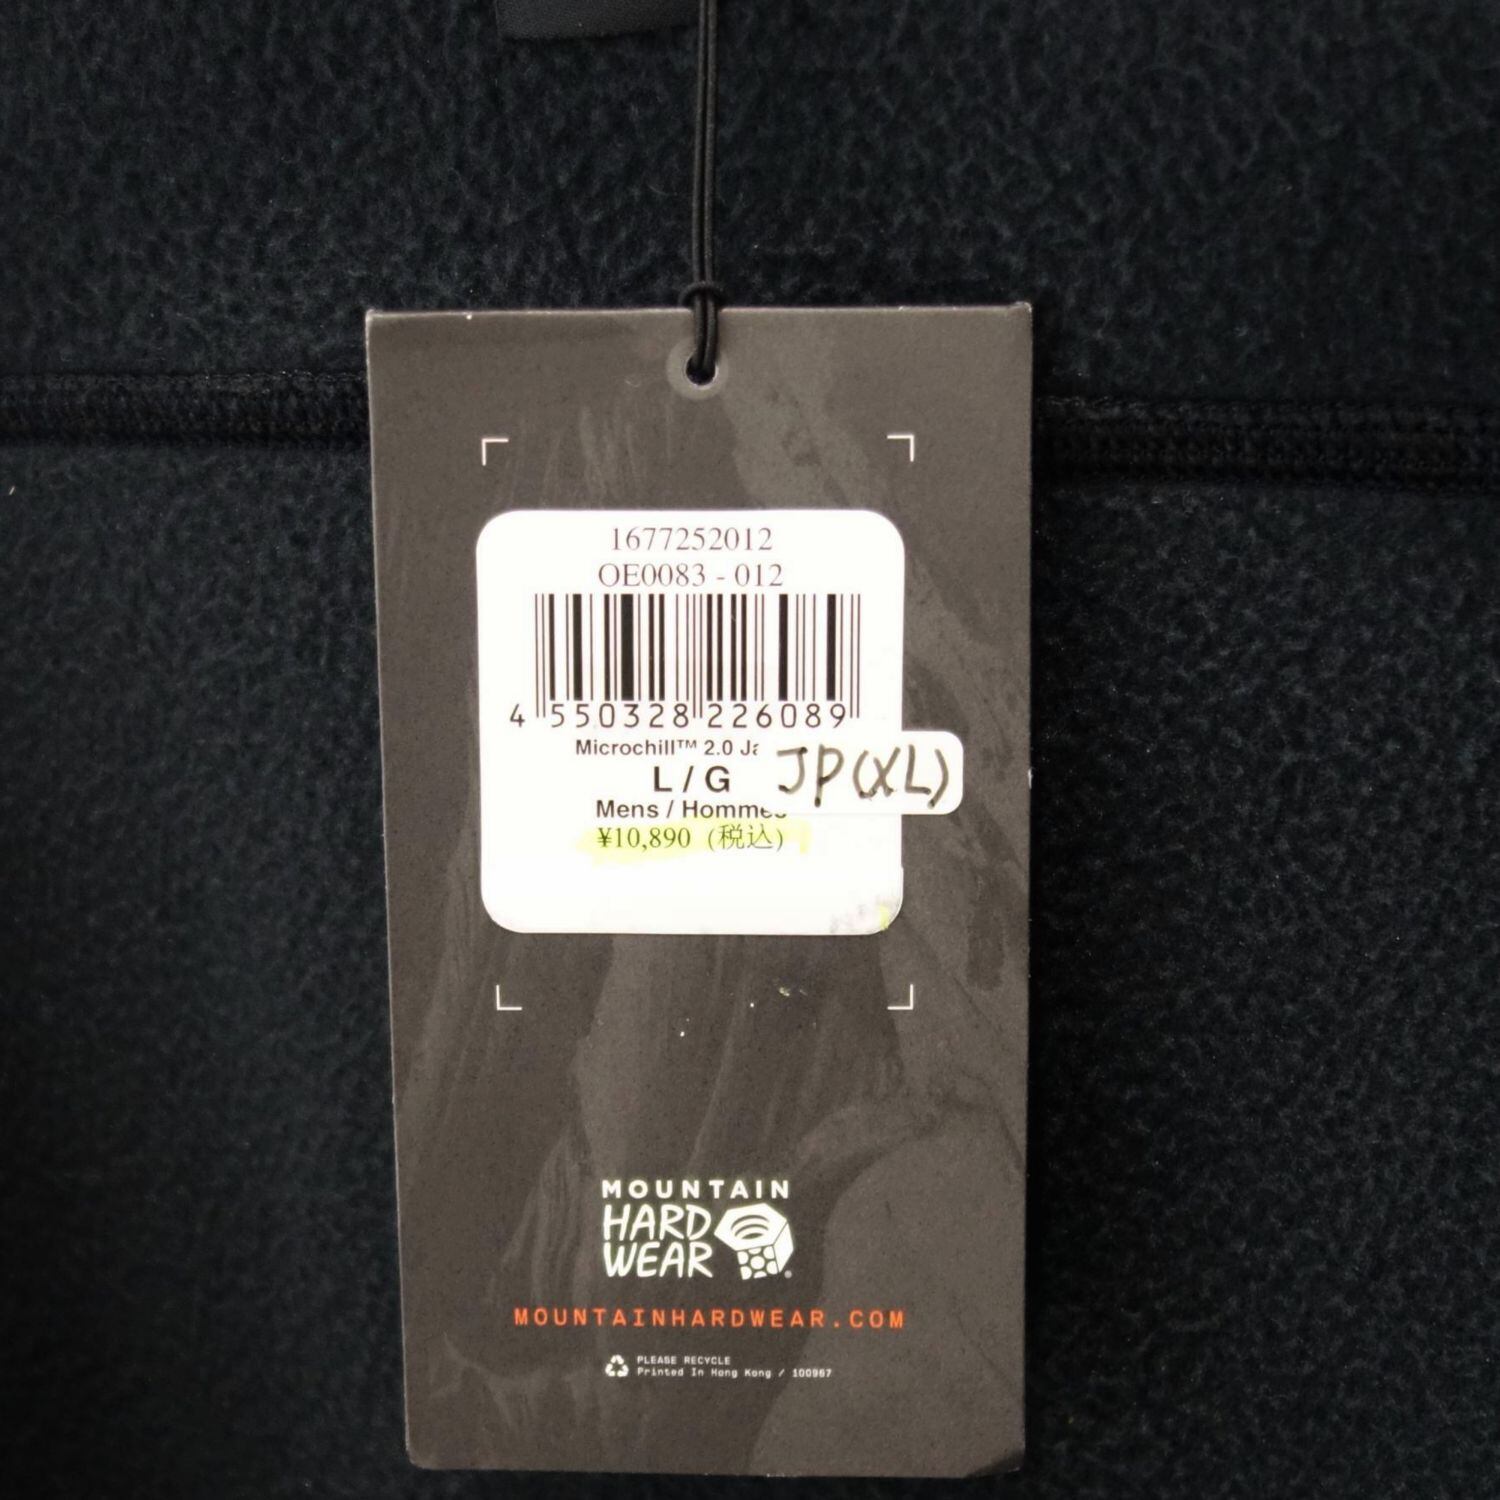 1677252012
OE0083 - 012
4 550328 226089
Microchill™ 2.0 Ja
L / G
JP(XL)
Mens / Hommes
¥10,890 (税込)
MOUNTAIN
HARD
WEAR
MOUNTAINHARDWEAR.COM
PLEASE RECYCLE
Printed In Hong Kong / 100967